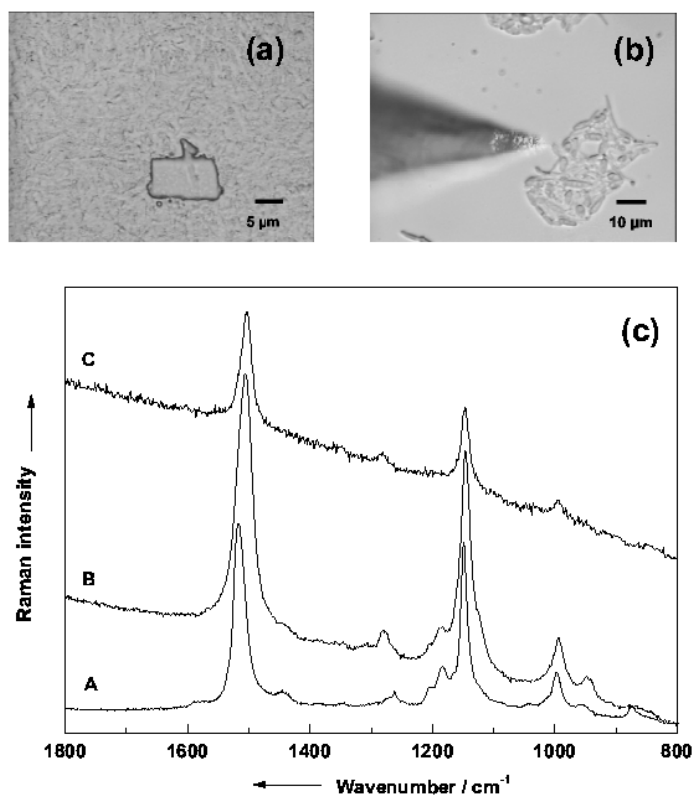 (a)
5 µm
(b)
10 µm
(c)
C
B
A
Raman intensity
1800 1600 1400 1200 1000 800
Wavenumber / cm⁻¹